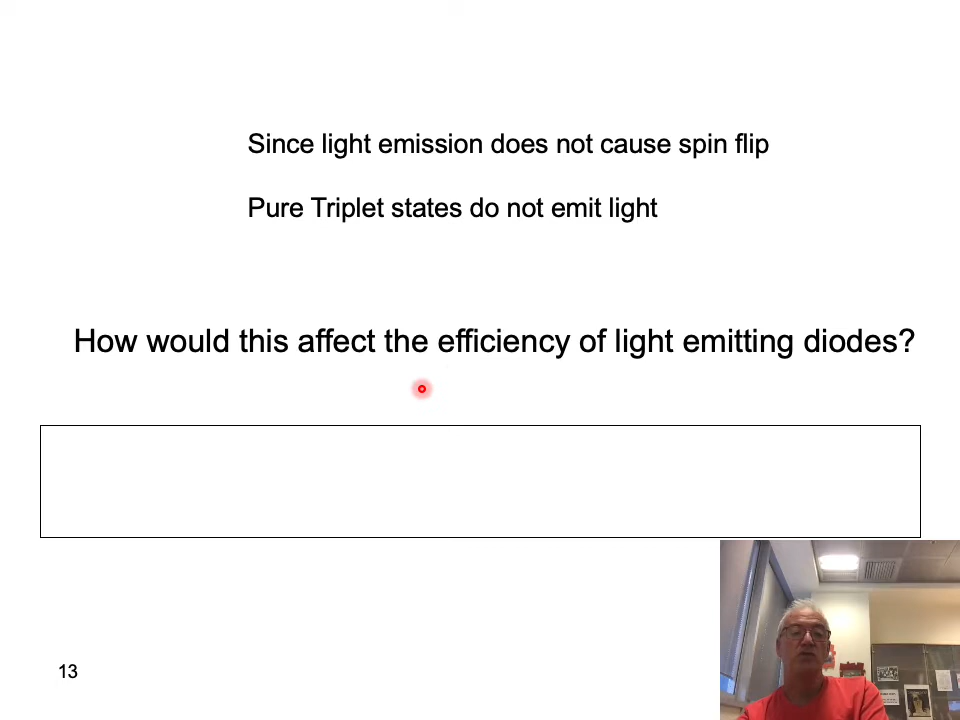 Since light emission does not cause spin flip
Pure Triplet states do not emit light
How would this affect the efficiency of light emitting diodes?
13